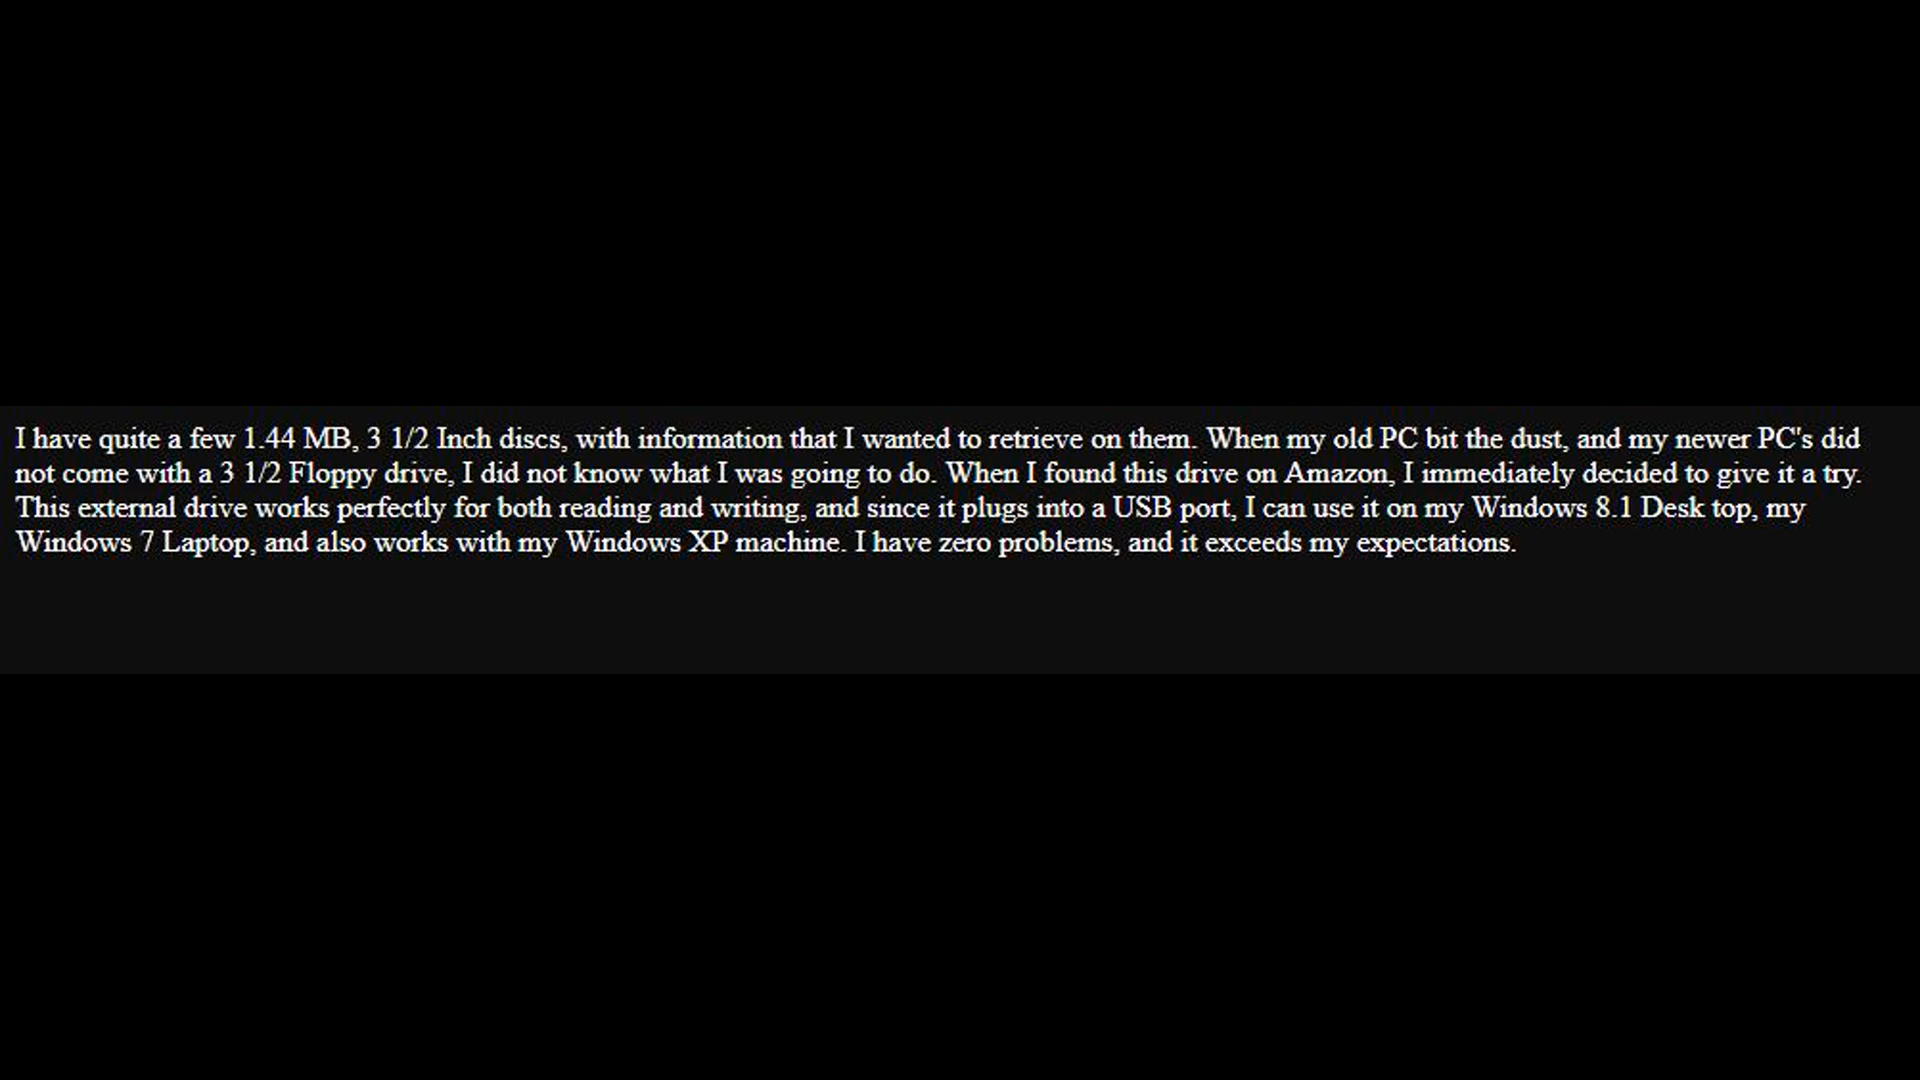 I have quite a few 1.44 MB, 3 1/2 Inch discs, with information that I wanted to retrieve on them. When my old PC bit the dust, and my newer PC's did
not come with a 3 1/2 Floppy drive, I did not know what I was going to do. When I found this drive on Amazon, I immediately decided to give it a try.
This external drive works perfectly for both reading and writing, and since it plugs into a USB port, I can use it on my Windows 8.1 Desk top, my
Windows 7 Laptop, and also works with my Windows XP machine. I have zero problems, and it exceeds my expectations.